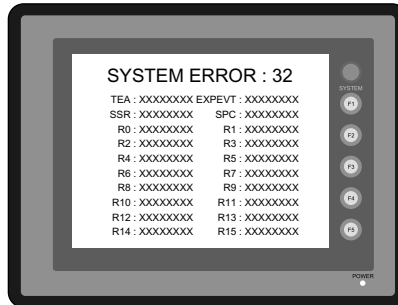 SYSTEM ERROR : 32
TEA : XXXXXXXX EXPEVT : XXXXXXXX
SSR : XXXXXXXX SPC : XXXXXXXX
R0 : XXXXXXXX R1 : XXXXXXXX
R2 : XXXXXXXX R3 : XXXXXXXX
R4 : XXXXXXXX R5 : XXXXXXXX
R6 : XXXXXXXX R7 : XXXXXXXX
R8 : XXXXXXXX R9 : XXXXXXXX
R10 : XXXXXXXX R11 : XXXXXXXX
R12 : XXXXXXXX R13 : XXXXXXXX
R14 : XXXXXXXX R15 : XXXXXXXX
SYSTEM
F1
F2
F3
F4
F5
POWER